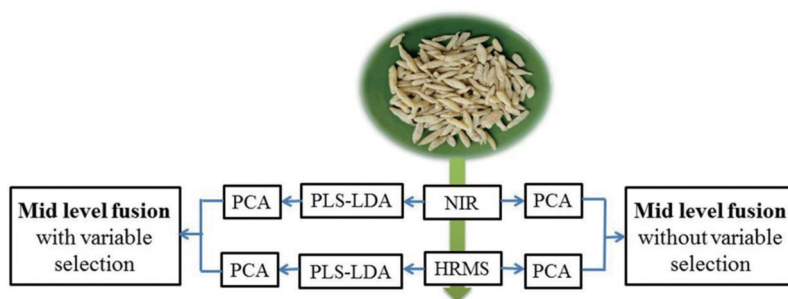 Mid level fusion
with variable
selection
PCA
PLS-LDA
NIR
PCA
PCA
PLS-LDA
HRMS
PCA
Mid level fusion
without variable
selection